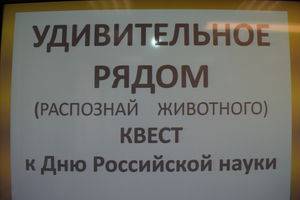 УДИВИТЕЛЬНОЕ
РЯДОМ
(РАСПОЗНАЙ ЖИВОТНОГО)
КВЕСТ
к Дню Российской науки